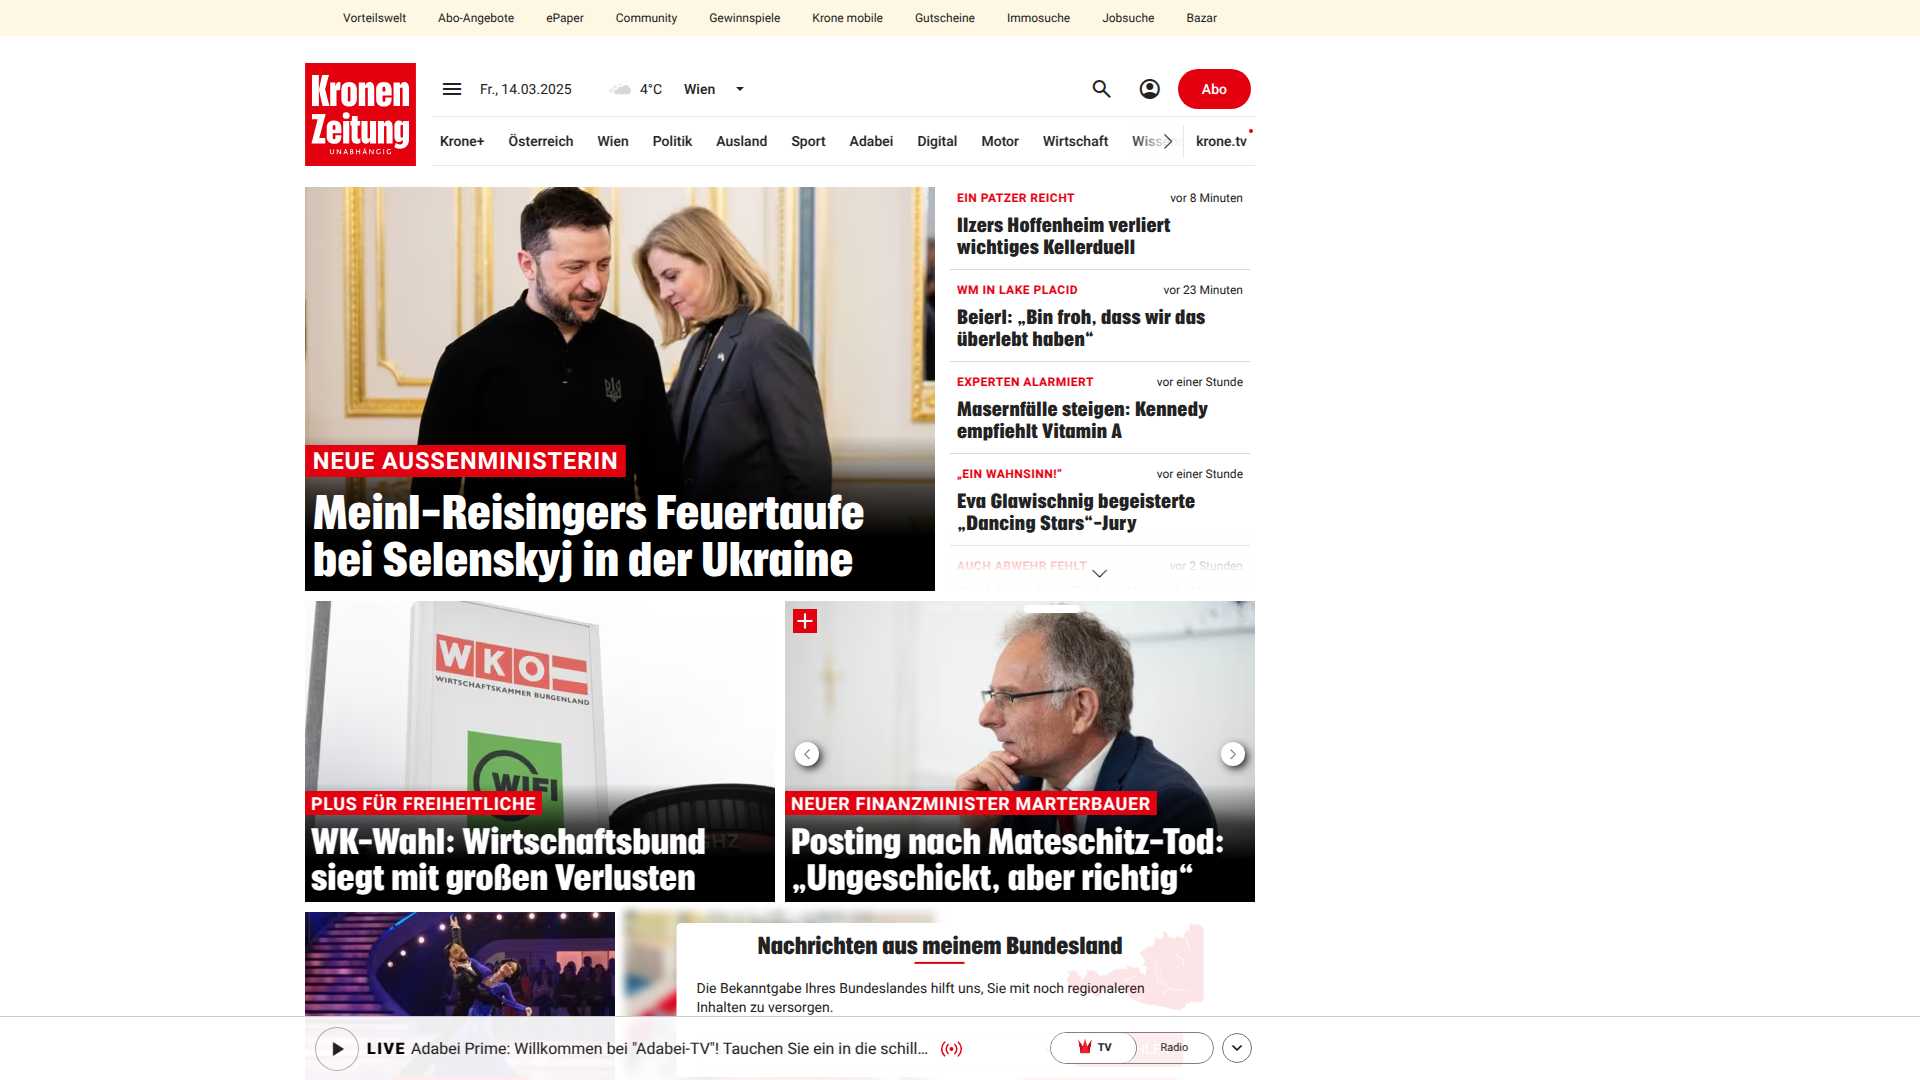 Vorteilswelt Abo-Angebote ePaper Community Gewinnspiele Krone mobile Gutscheine Immosuche Jobsuche Bazar
Kronen
Zeitung
UNABHÄNGIG
Fr., 14.03.2025 4°C Wien
Abo
Krone+ Österreich Wien Politik Ausland Sport Adabei Digital Motor Wirtschaft krone.tv
NEUE AUSSENMINISTERIN
Meinl-Reisingers Feuertaufe
bei Selenskyj in der Ukraine
EIN PATZER REICHT vor 8 Minuten
Ilzers Hoffenheim verliert
wichtiges Kellerduell
WM IN LAKE PLACID vor 23 Minuten
Beierl: „Bin froh, dass wir das
überlebt haben“
EXPERTEN ALARMIERT vor einer Stunde
Masernfälle steigen: Kennedy
empfiehlt Vitamin A
„EIN WAHNSINN!“ vor einer Stunde
Eva Glawischnig begeisterte
„Dancing Stars“-Jury
AUCH ABWEHR FEHLT vor 2 Stunden
WKO
WIRTSCHAFTSKAMMER BURGENLAND
WIFI
PLUS FÜR FREIHEITLICHE
WK-Wahl: Wirtschaftsbund
siegt mit großen Verlusten
NEUER FINANZMINISTER MARTERBAUER
Posting nach Mateschitz-Tod:
„Ungeschickt, aber richtig“
Nachrichten aus meinem Bundesland
Die Bekanntgabe Ihres Bundeslandes hilft uns, Sie mit noch regionaleren
Inhalten zu versorgen.
LIVE Adabei Prime: Willkommen bei "Adabei-TV"! Tauchen Sie ein in die schill...
TV Radio